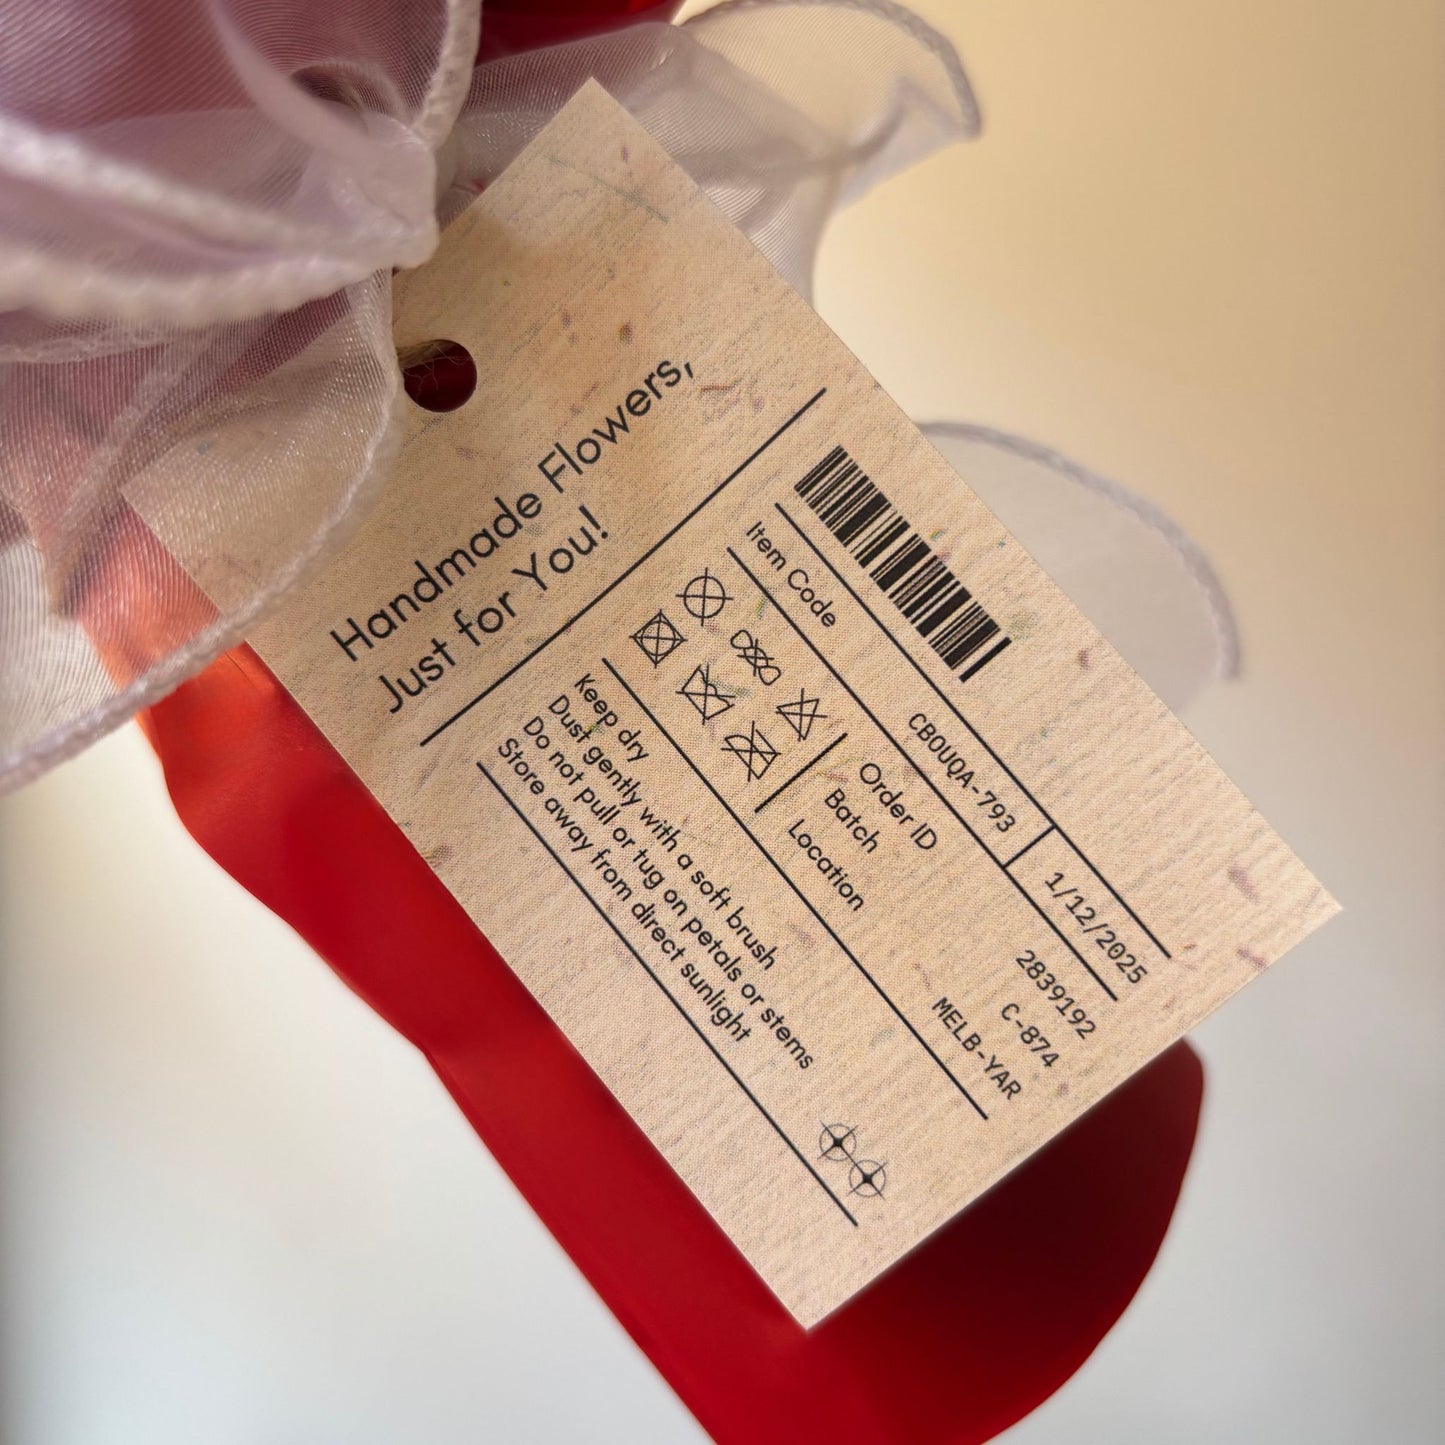 Handmade Flowers,
Just for You!
Item Code
CBOUQA-793
1/12/2025
Order ID
2839192
Batch
C-874
Location
MELB-YAR
Keep dry
Dust gently with a soft brush
Do not pull or tug on petals or stems
Store away from direct sunlight